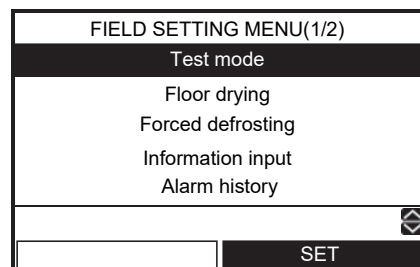 FIELD SETTING MENU(1/2)
Test mode
Floor drying
Forced defrosting
Information input
Alarm history
SET